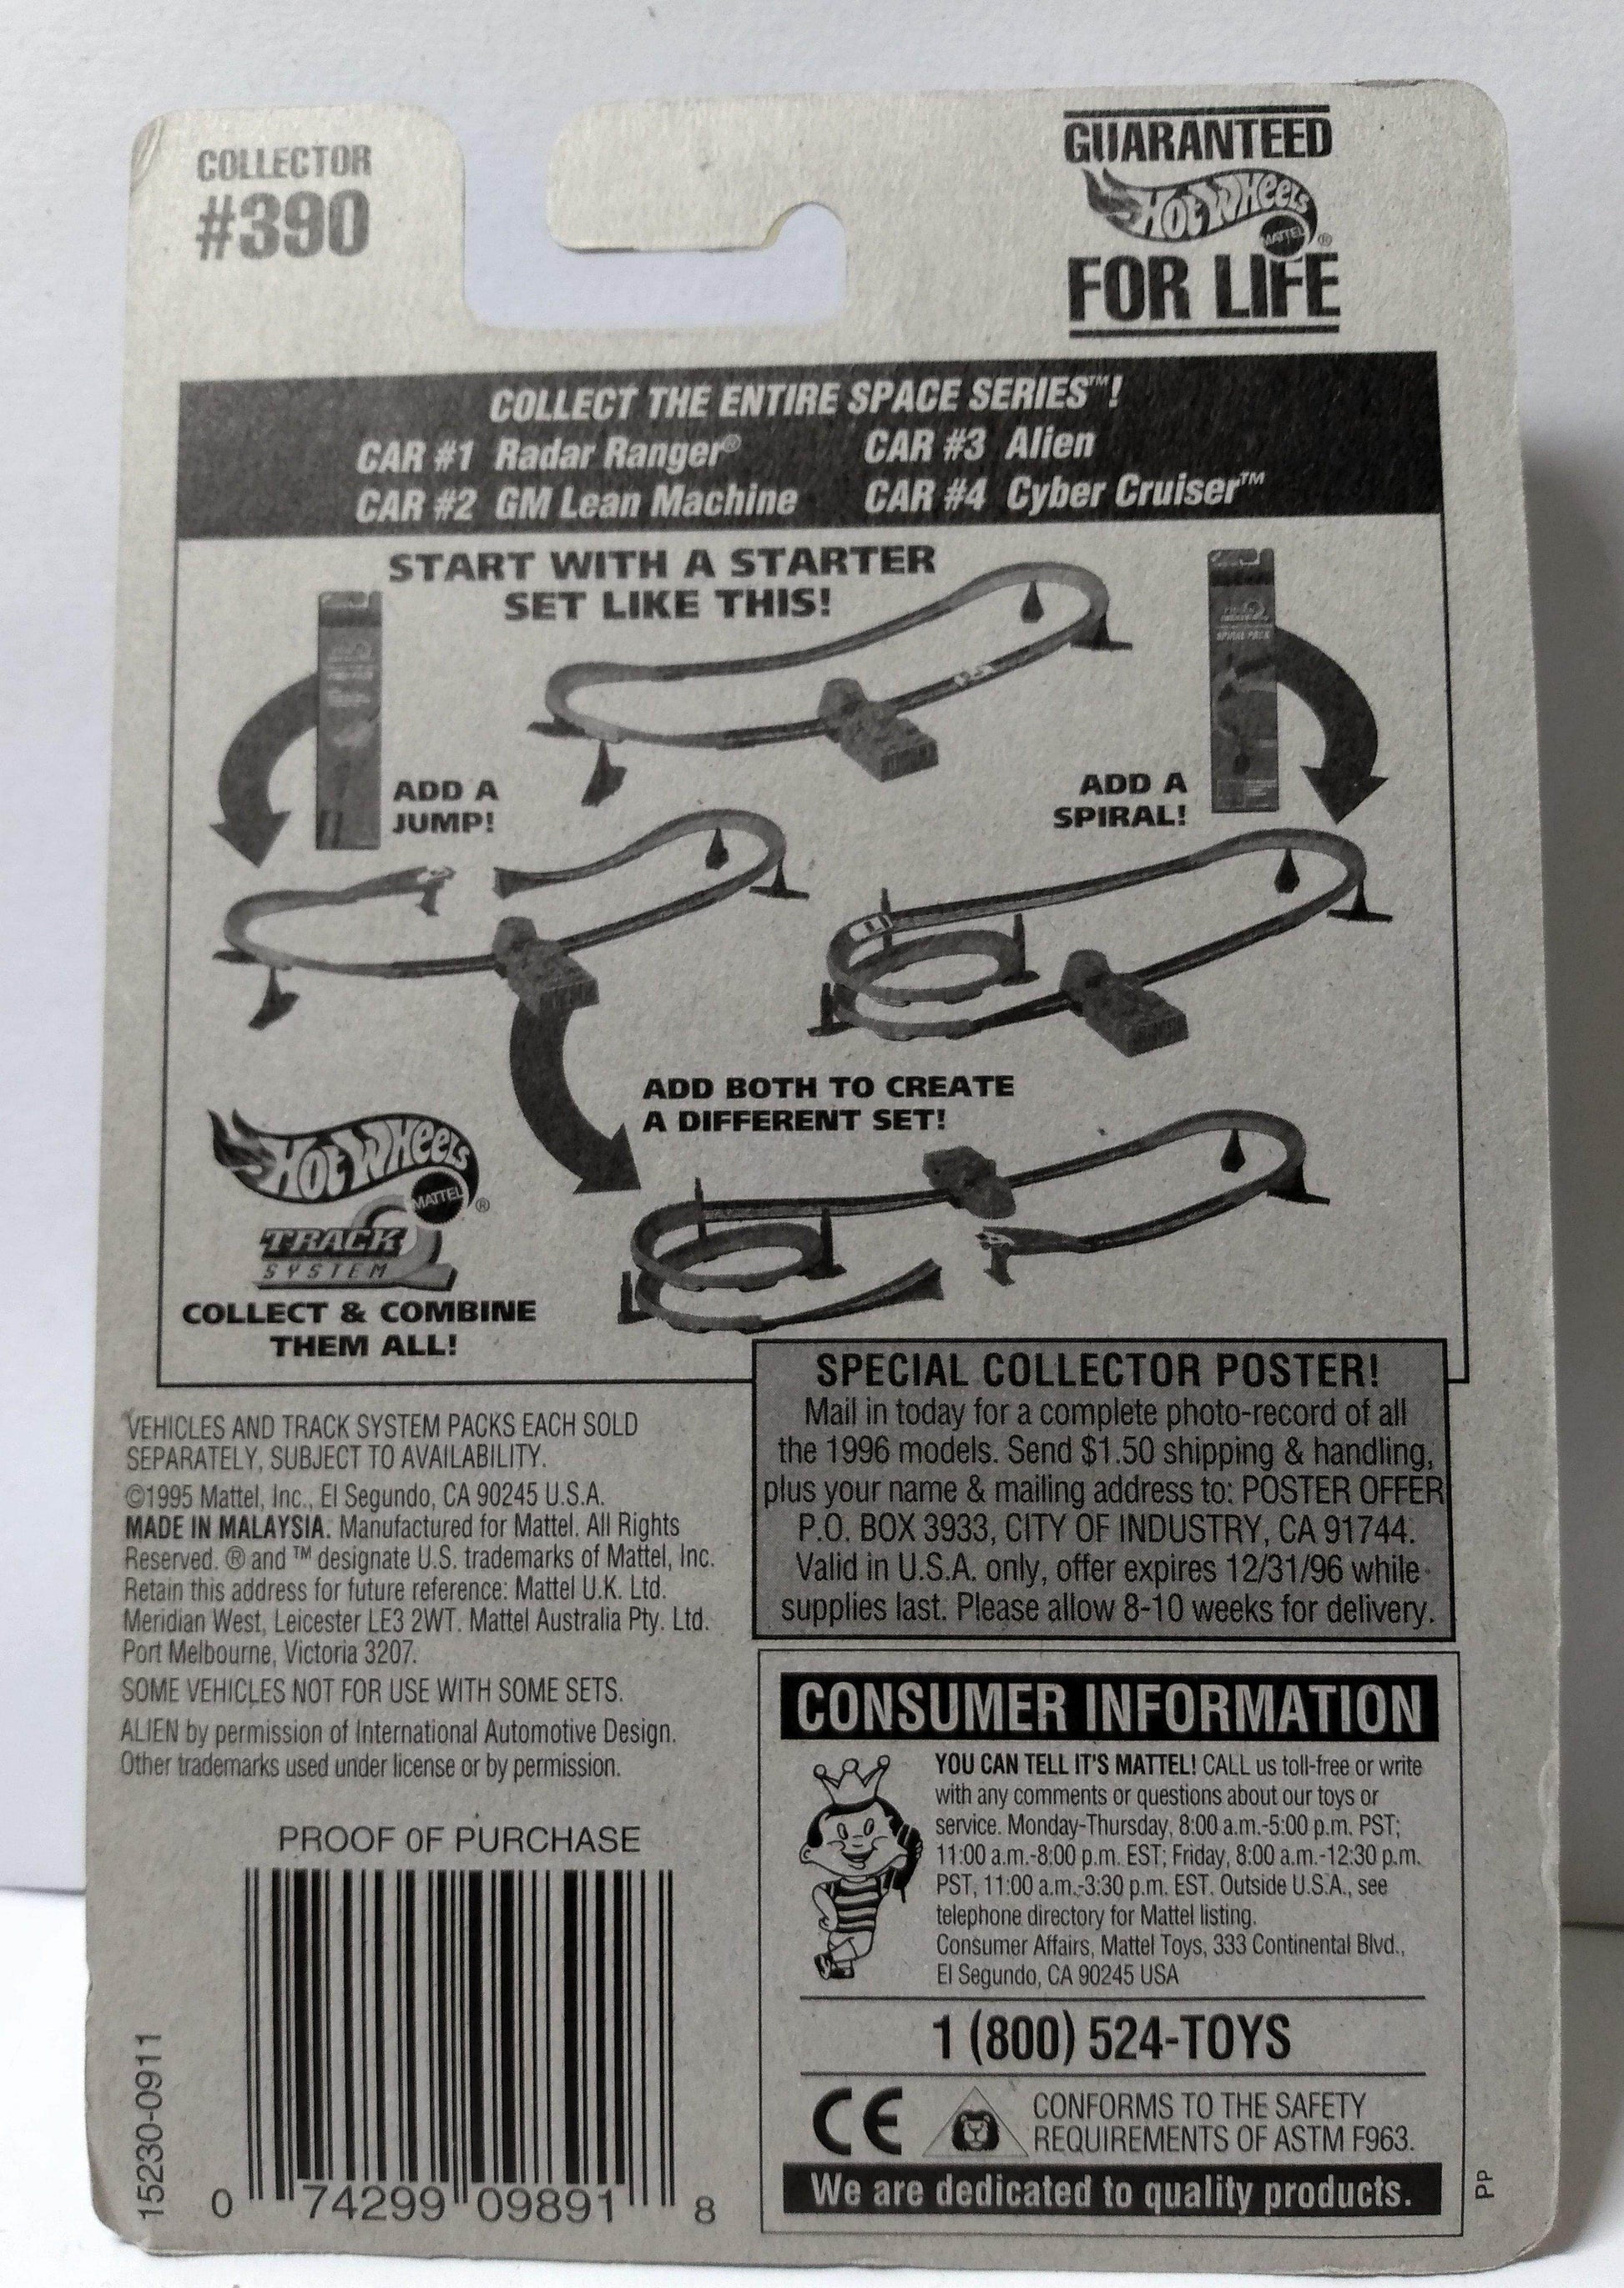 COLLECTOR
#390
GUARANTEED
HOT WHEELS
MATTEL
®
FOR LIFE
COLLECT THE ENTIRE SPACE SERIES™!
CAR #1 Radar Ranger®
CAR #2 GM Lean Machine
CAR #3 Alien
CAR #4 Cyber Cruiser™
START WITH A STARTER
SET LIKE THIS!
ADD A
JUMP!
ADD A
SPIRAL!
ADD BOTH TO CREATE
A DIFFERENT SET!
HOT WHEELS
MATTEL
®
TRACK
SYSTEM
COLLECT & COMBINE
THEM ALL!
SPECIAL COLLECTOR POSTER!
Mail in today for a complete photo-record of all
the 1996 models. Send $1.50 shipping & handling,
plus your name & mailing address to: POSTER OFFER
P.O. BOX 3933, CITY OF INDUSTRY, CA 91744.
Valid in U.S.A. only, offer expires 12/31/96 while
supplies last. Please allow 8-10 weeks for delivery.
VEHICLES AND TRACK SYSTEM PACKS EACH SOLD
SEPARATELY, SUBJECT TO AVAILABILITY.
©1995 Mattel, Inc., El Segundo, CA 90245 U.S.A.
MADE IN MALAYSIA. Manufactured for Mattel. All Rights
Reserved. ® and ™ designate U.S. trademarks of Mattel, Inc.
Retain this address for future reference: Mattel U.K. Ltd.
Meridian West, Leicester LE3 2WT. Mattel Australia Pty. Ltd.
Port Melbourne, Victoria 3207.
SOME VEHICLES NOT FOR USE WITH SOME SETS.
ALIEN by permission of International Automotive Design.
Other trademarks used under license or by permission.
PROOF OF PURCHASE
0 74299 09891 8
15230-0911
CONSUMER INFORMATION
YOU CAN TELL IT'S MATTEL! CALL us toll-free or write
with any comments or questions about our toys or
service. Monday-Thursday, 8:00 a.m.-5:00 p.m. PST;
11:00 a.m.-8:00 p.m. EST; Friday, 8:00 a.m.-12:30 p.m.
PST, 11:00 a.m.-3:30 p.m. EST. Outside U.S.A., see
telephone directory for Mattel listing.
Consumer Affairs, Mattel Toys, 333 Continental Blvd.,
El Segundo, CA 90245 USA
1 (800) 524-TOYS
CE
CONFORMS TO THE SAFETY
REQUIREMENTS OF ASTM F963.
We are dedicated to quality products.
PP